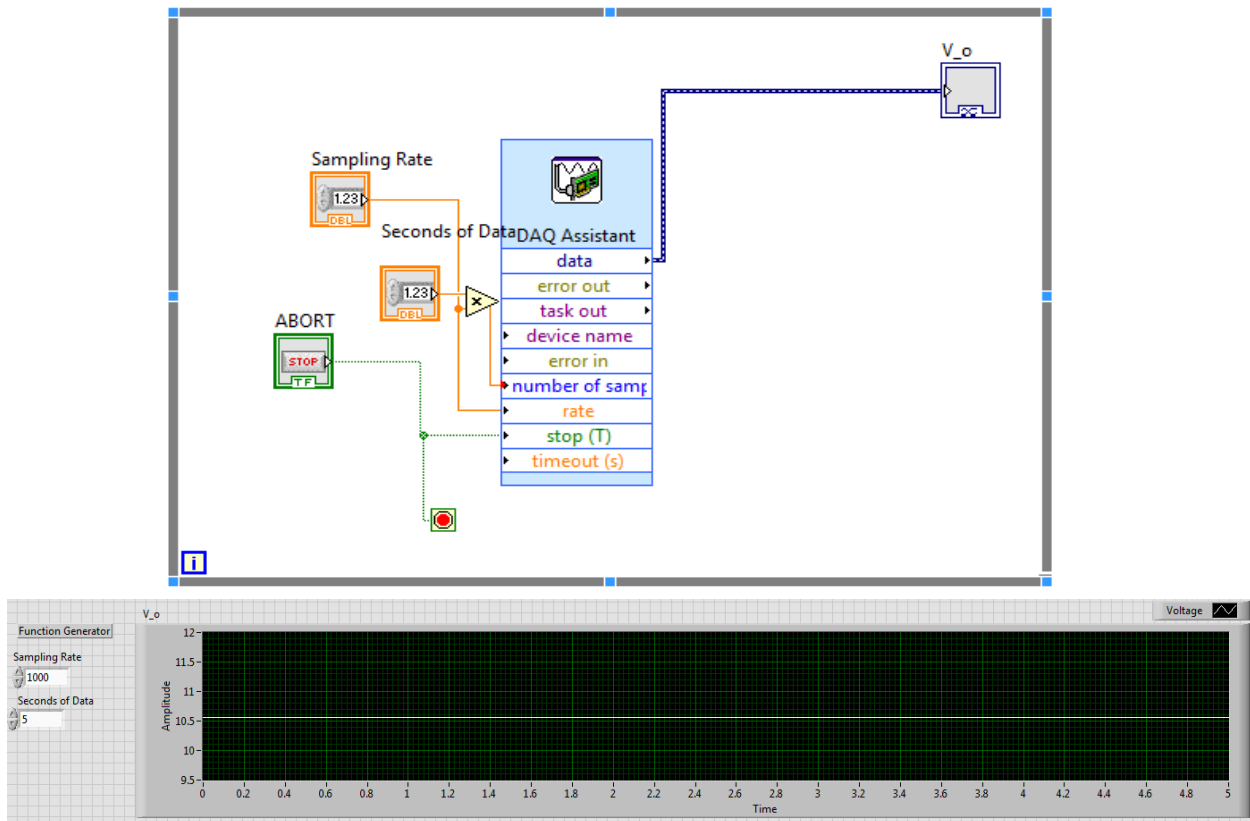 V_o
Sampling Rate
1.23
DBL
Seconds of Data
1.23
DBL
×
DAQ Assistant
data
error out
task out
device name
error in
number of samp
rate
stop (T)
timeout (s)
ABORT
STOP
TF
i
V_o
Voltage
Function Generator
Sampling Rate
1000
Seconds of Data
5
Amplitude
12
11.5
11
10.5
10
9.5
0 0.2 0.4 0.6 0.8 1 1.2 1.4 1.6 1.8 2 2.2 2.4 2.6 2.8 3 3.2 3.4 3.6 3.8 4 4.2 4.4 4.6 4.8 5
Time